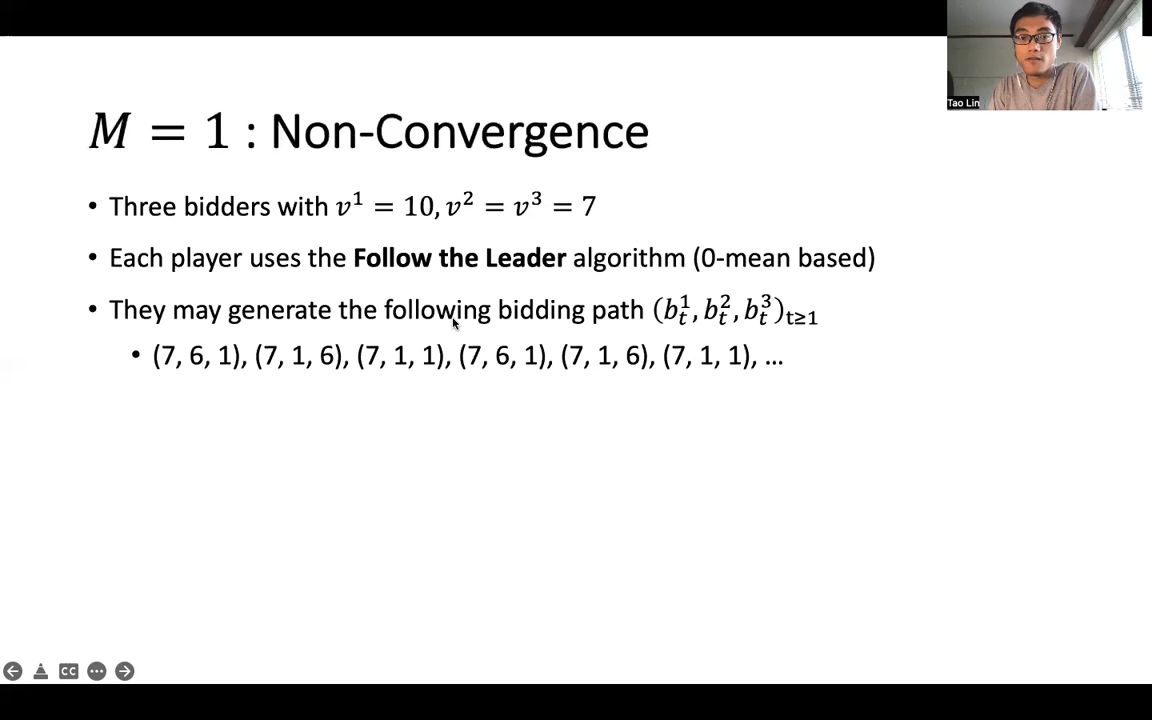 Tao Lin
M = 1 : Non-Convergence
• Three bidders with v¹ = 10, v² = v³ = 7
• Each player uses the Follow the Leader algorithm (0-mean based)
• They may generate the following bidding path (b¹ₜ, b²ₜ, b³ₜ)ₜ≥₁
• (7, 6, 1), (7, 1, 6), (7, 1, 1), (7, 6, 1), (7, 1, 6), (7, 1, 1), ...
CC